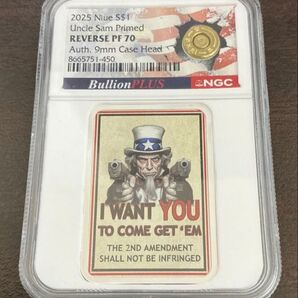 2025 Niue S$1
Uncle Sam Primed
REVERSE PF 70
Auth. 9mm Case Head
8665751-450
BullionPLUS
NGC
I WANT YOU
TO COME GET 'EM
THE 2ND AMENDMENT
SHALL NOT BE INFRINGED